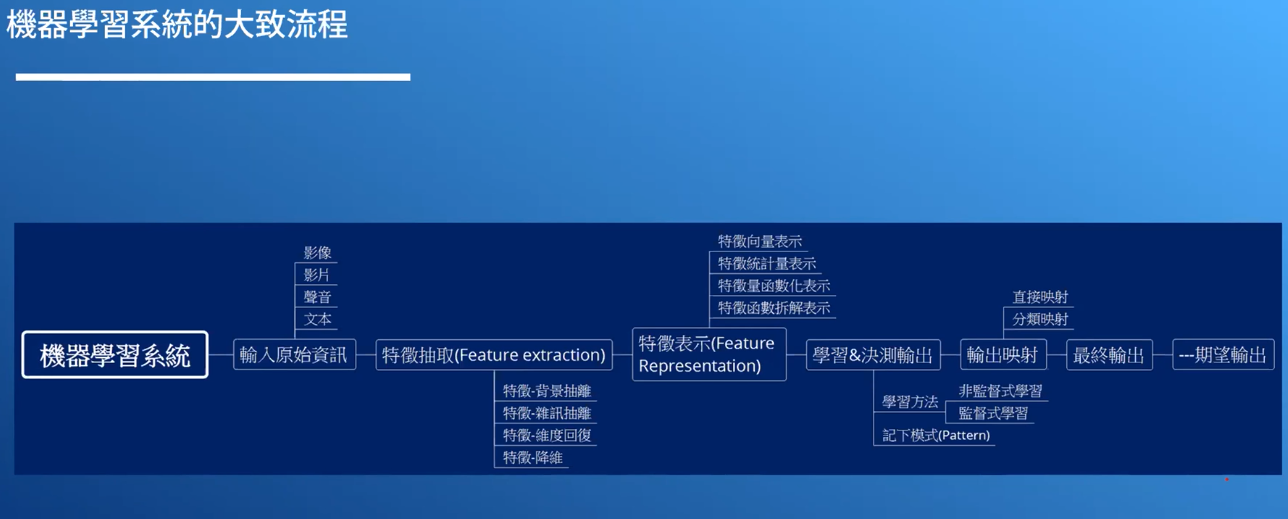 機器學習系統的大致流程
機器學習系統
輸入原始資訊
影像
影片
聲音
文本
特徵抽取(Feature extraction)
特徵-背景抽離
特徵-雜訊抽離
特徵-維度回復
特徵-降維
特徵表示(Feature
Representation)
特徵向量表示
特徵統計量表示
特徵量函數化表示
特徵函數拆解表示
學習&決測輸出
學習方法
非監督式學習
監督式學習
記下模式(Pattern)
輸出映射
直接映射
分類映射
最終輸出
---期望輸出